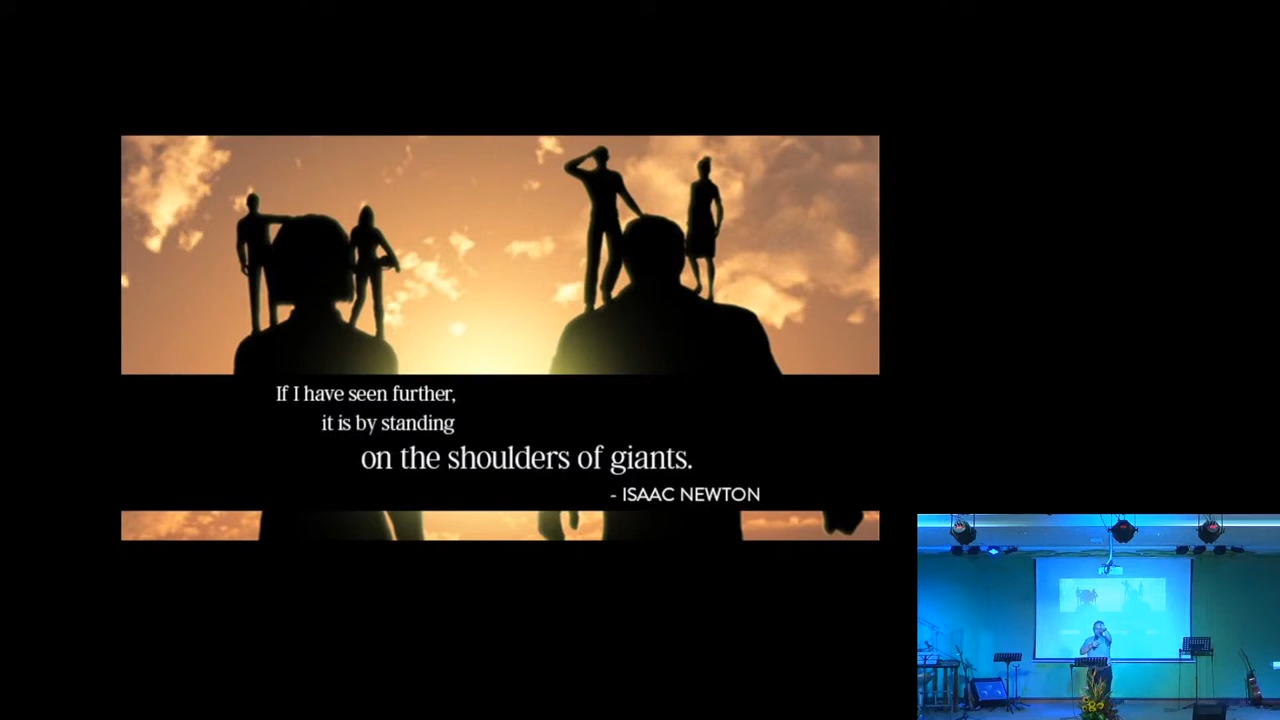 If I have seen further,
it is by standing
on the shoulders of giants.
- ISAAC NEWTON